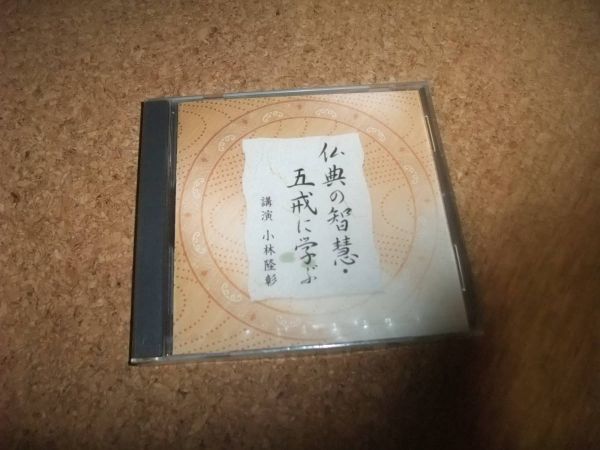 仏典の智慧・
五戒に学ぶ
講演 小林隆彰